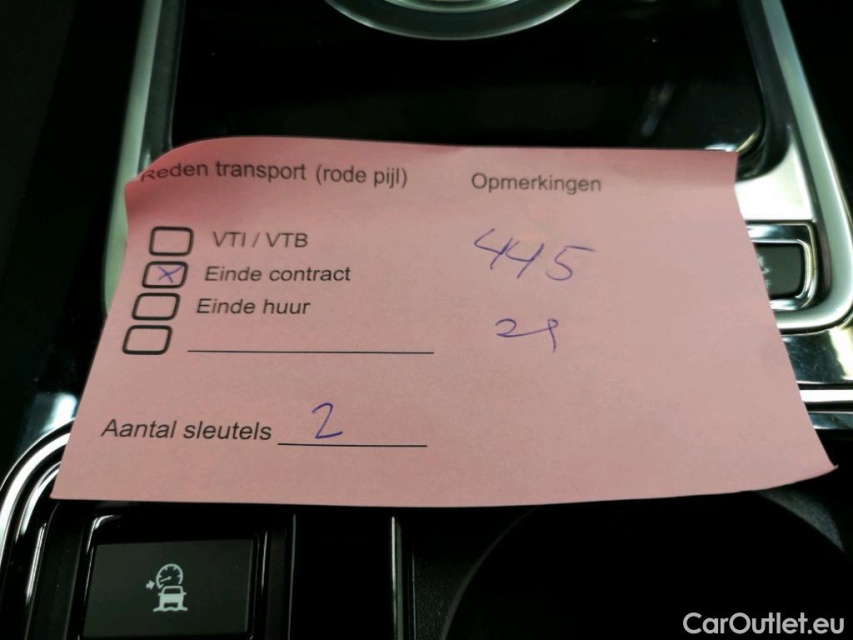 Reden transport (rode pijl) Opmerkingen
VTI / VTB
Einde contract
Einde huur
445
29
Aantal sleutels 2
CarOutlet.eu